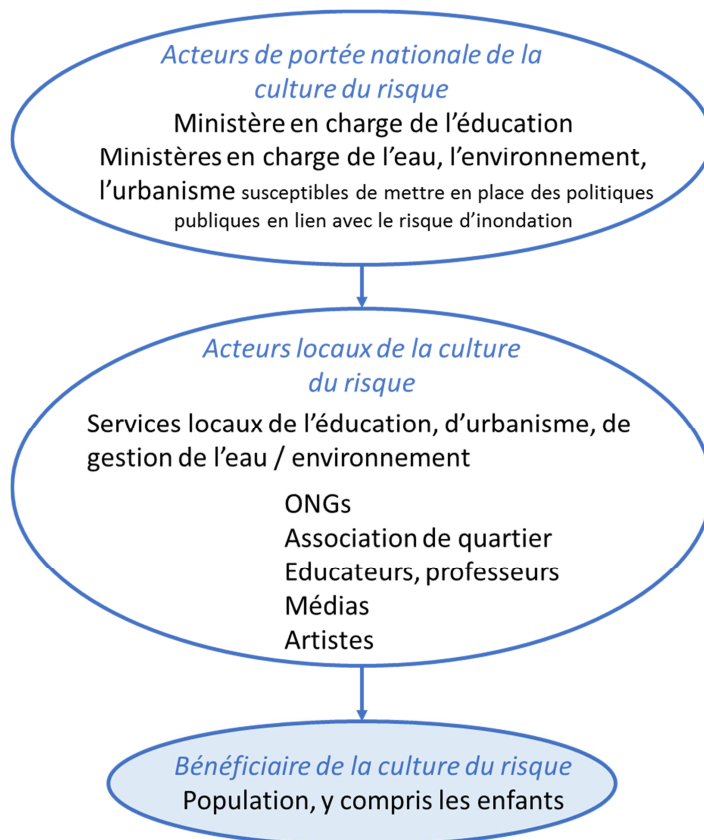 Acteurs de portée nationale de la
culture du risque
Ministère en charge de l'éducation
Ministères en charge de l'eau, l'environnement,
l'urbanisme susceptibles de mettre en place des politiques
publiques en lien avec le risque d'inondation
Acteurs locaux de la culture
du risque
Services locaux de l'éducation, d'urbanisme, de
gestion de l'eau / environnement
ONGs
Association de quartier
Educateurs, professeurs
Médias
Artistes
Bénéficiaire de la culture du risque
Population, y compris les enfants